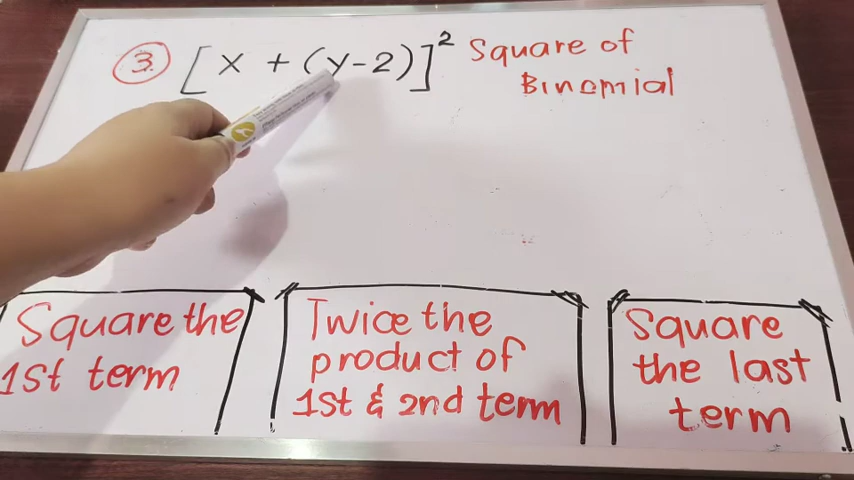 3 [x + (y-2)]² Square of
Binomial
Square the
1st term
Twice the
product of
1st & 2nd term
Square
the last
term